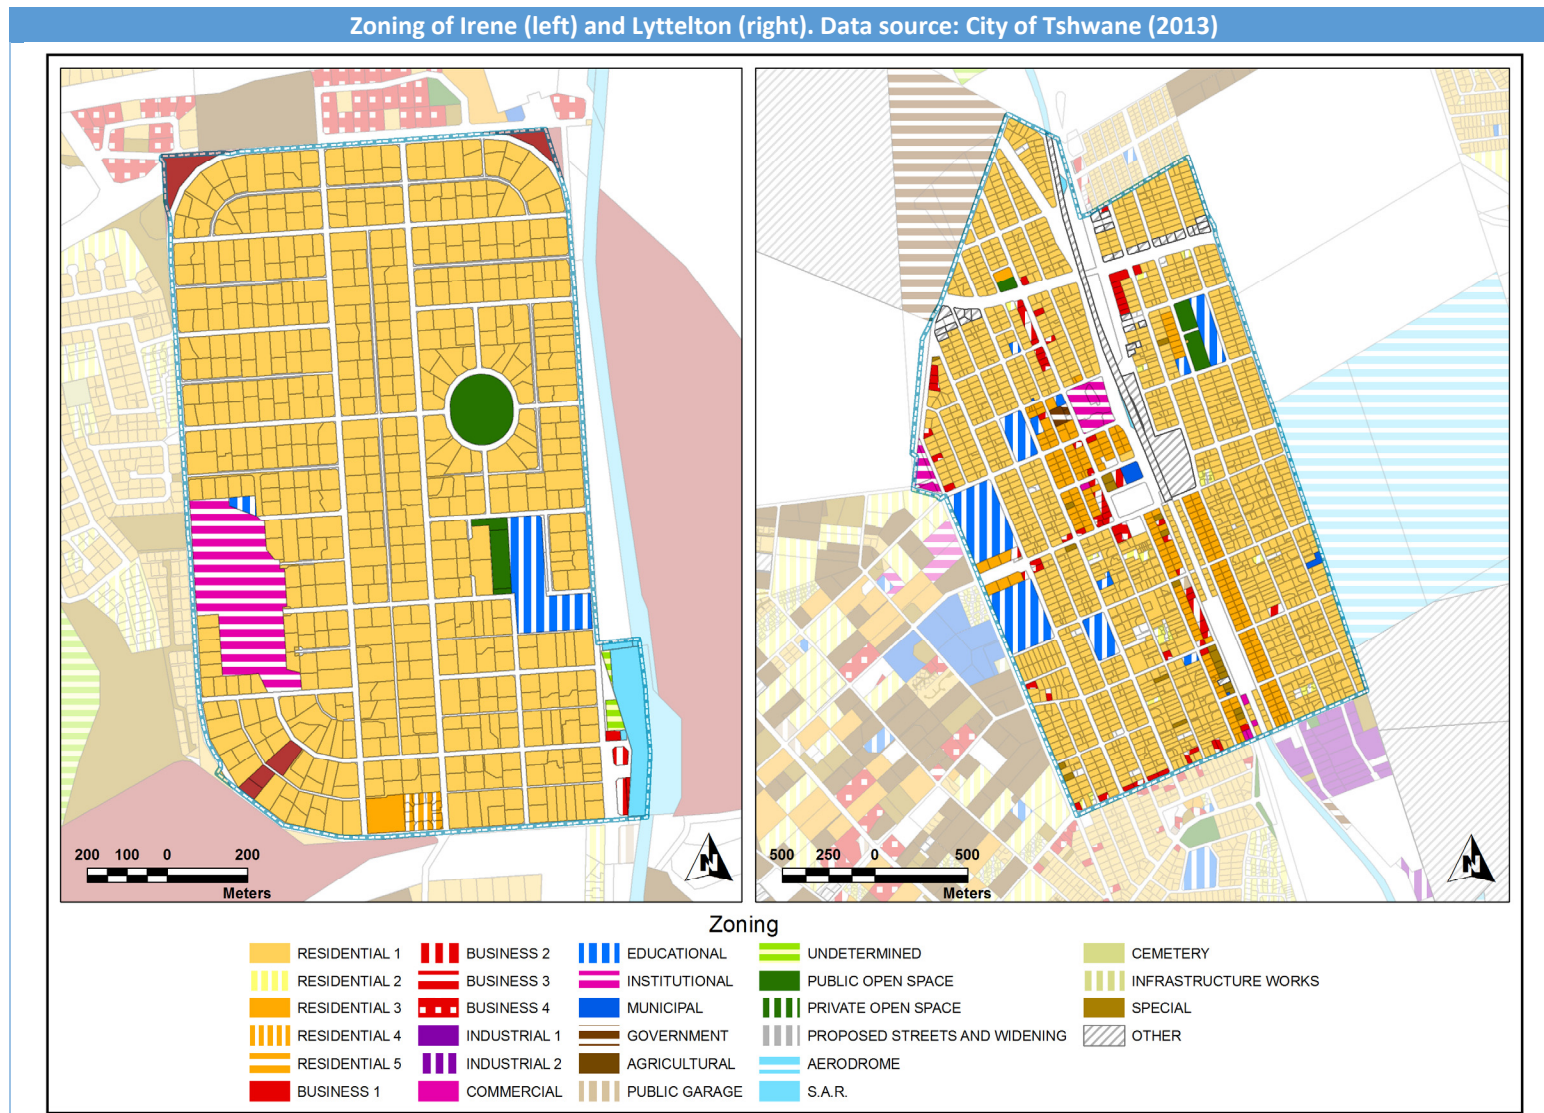 Zoning of Irene (left) and Lyttelton (right). Data source: City of Tshwane (2013)
200 100 0 200
Meters
N
500 250 0 500
Meters
N
Zoning
RESIDENTIAL 1
RESIDENTIAL 2
RESIDENTIAL 3
RESIDENTIAL 4
RESIDENTIAL 5
BUSINESS 1
BUSINESS 2
BUSINESS 3
BUSINESS 4
INDUSTRIAL 1
INDUSTRIAL 2
COMMERCIAL
EDUCATIONAL
INSTITUTIONAL
MUNICIPAL
GOVERNMENT
AGRICULTURAL
PUBLIC GARAGE
UNDETERMINED
PUBLIC OPEN SPACE
PRIVATE OPEN SPACE
PROPOSED STREETS AND WIDENING
AERODROME
S.A.R.
CEMETERY
INFRASTRUCTURE WORKS
SPECIAL
OTHER